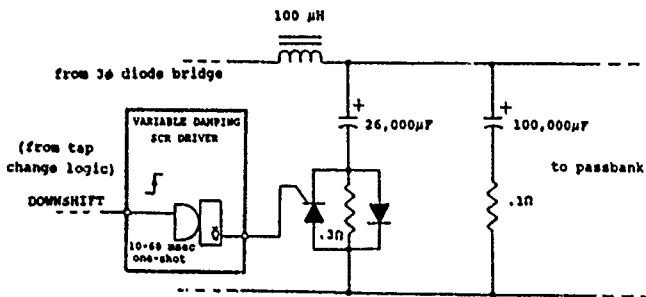 100 μH
from 3ϕ diode bridge
VARIABLE DAMPING
SCR DRIVER
+
26,000μF
+
100,000μF
(from tap
change logic)
to passbank
DOWNSHIFT
.3Ω
.1Ω
Q
10-60 msec
one-shot